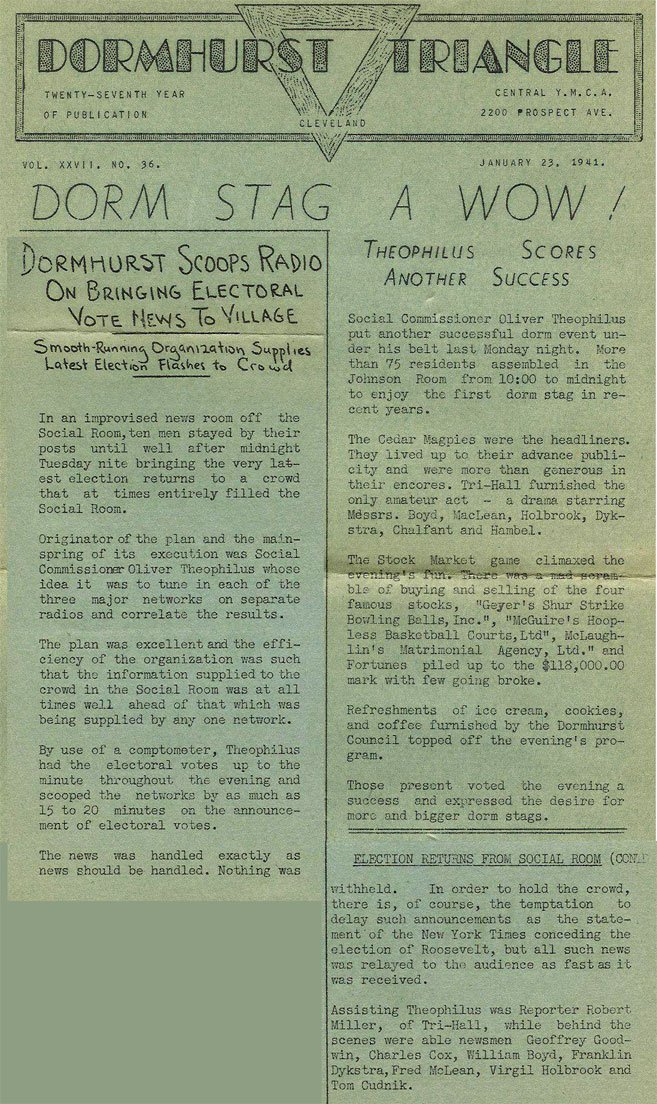 DORMHURST TRIANGLE
TWENTY-SEVENTH YEAR
OF PUBLICATION
CLEVELAND
CENTRAL Y.M.C.A.
2200 PROSPECT AVE.
VOL. XXVII. NO. 36.
JANUARY 23, 1941.
DORM STAG A WOW!
DORMHURST SCOOPS RADIO
ON BRINGING ELECTORAL
VOTE NEWS TO VILLAGE
Smooth-Running Organization Supplies
Latest Election Flashes to Crowd
In an improvised news room off the
Social Room, ten men stayed by their
posts until well after midnight
Tuesday nite bringing the very lat-
est election returns to a crowd
that at times entirely filled the
Social Room.
Originator of the plan and the main-
spring of its execution was Social
Commissioner Oliver Theophilus whose
idea it was to tune in each of the
three major networks on separate
radios and correlate the results.
The plan was excellent and the effi-
ciency of the organization was such
that the information supplied to the
crowd in the Social Room was at all
times well ahead of that which was
being supplied by any one network.
By use of a comptometer, Theophilus
had the electoral votes up to the
minute throughout the evening and
scooped the networks by as much as
15 to 20 minutes on the announce-
ment of electoral votes.
The news was handled exactly as
news should be handled. Nothing was
THEOPHILUS SCORES
ANOTHER SUCCESS
Social Commissioner Oliver Theophilus
put another successful dorm event un-
der his belt last Monday night. More
than 75 residents assembled in the
Johnson Room from 10:00 to midnight
to enjoy the first dorm stag in re-
cent years.
The Cedar Magpies were the headliners.
They lived up to their advance publi-
city and were more than generous in
their encores. Tri-Hall furnished the
only amateur act - a drama starring
Messrs. Boyd, MacLean, Holbrook, Dyk-
stra, Chalfant and Hambel.
The Stock Market game climaxed the
evening's fun. There was a mad scram-
ble of buying and selling of the four
famous stocks, "Geyer's Shur Strike
Bowling Balls, Inc.", "McGuire's Hoop-
less Basketball Courts,Ltd", McLaugh-
lin's Matrimonial Agency, Ltd." and
Fortunes piled up to the $118,000.00
mark with few going broke.
Refreshments of ice cream, cookies,
and coffee furnished by the Dormhurst
Council topped off the evening's pro-
gram.
Those present voted the evening a
success and expressed the desire for
more and bigger dorm stags.
ELECTION RETURNS FROM SOCIAL ROOM (CONT
withheld. In order to hold the crowd,
there is, of course, the temptation to
delay such announcements as the state-
ment of the New York Times conceding the
election of Roosevelt, but all such news
was relayed to the audience as fast as it
was received.
Assisting Theophilus was Reporter Robert
Miller, of Tri-Hall, while behind the
scenes were able newsmen Geoffrey Good-
win, Charles Cox, William Boyd, Franklin
Dykstra, Fred McLean, Virgil Holbrook and
Tom Cudnik.